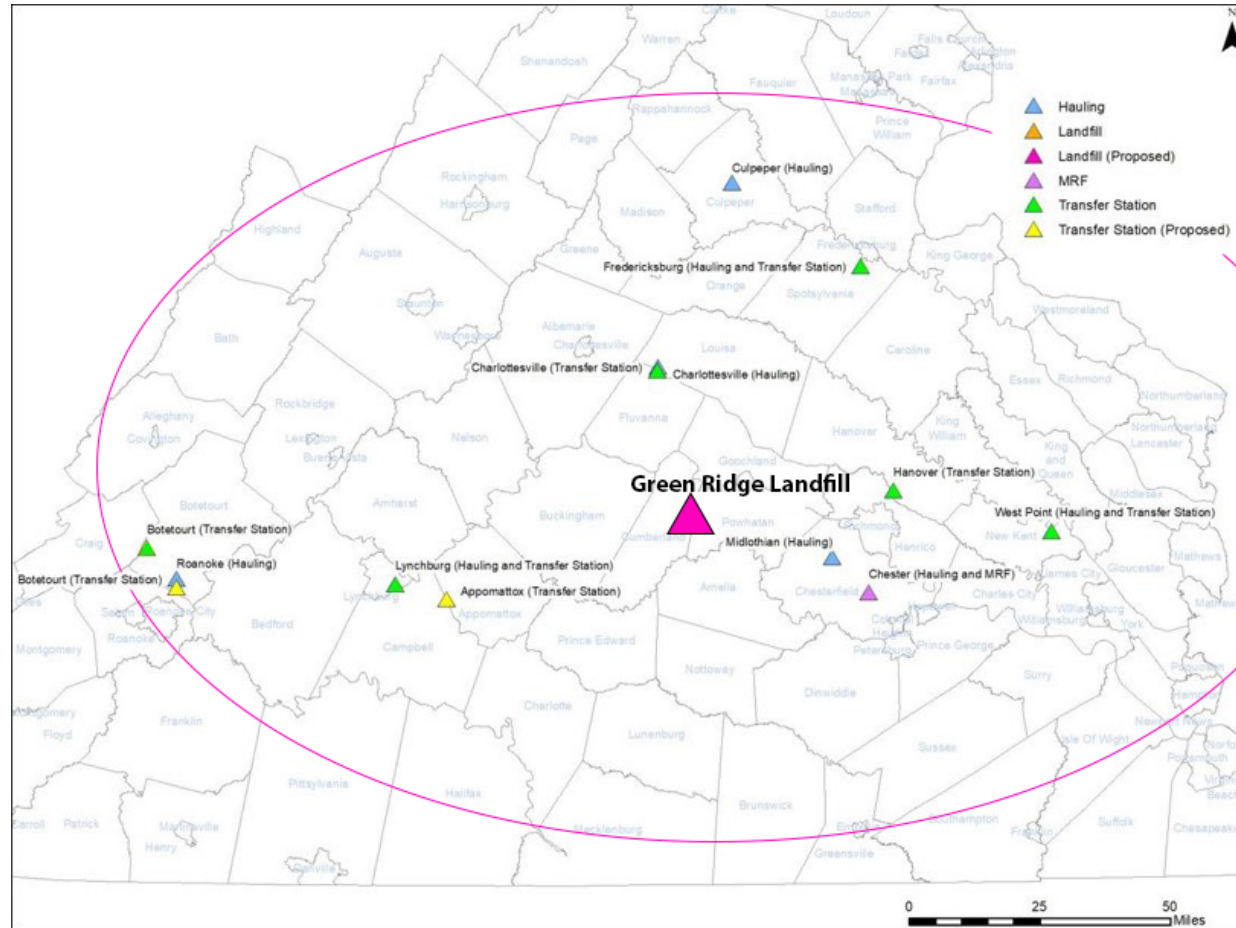 N
Clarke
Loudoun
Warren
Falls Church
Fairfax
Arlington
Alexandria
Shenandoah
Fauquier
Manassas Park
Manassas
Fairfax
Rappahannock
Prince
William
Page
Hauling
Landfill
Landfill (Proposed)
MRF
Transfer Station
Transfer Station (Proposed)
Culpeper (Hauling)
Rockingham
Harrisonburg
Culpeper
Madison
Stafford
Highland
Augusta
Greene
Fredericksburg
King George
Fredericksburg (Hauling and Transfer Station)
Orange
Spotsylvania
Staunton
Westmoreland
Bath
Waynesboro
Albemarle
Charlottesville
Louisa
Caroline
Charlottesville (Transfer Station)
Charlottesville (Hauling)
Essex
Richmond
Northumberland
Alleghany
Rockbridge
Fluvanna
King
William
Northumberland
Lancaster
Covington
Lexington
Buena Vista
Nelson
Hanover
King
and
Queen
Goochland
Hanover (Transfer Station)
Green Ridge Landfill
Botetourt
Amherst
Buckingham
Middlesex
West Point (Hauling and Transfer Station)
Botetourt (Transfer Station)
Craig
Cumberland
Powhatan
Richmond
Midlothian (Hauling)
Henrico
New Kent
Mathews
Roanoke (Hauling)
Lynchburg (Hauling and Transfer Station)
Botetourt (Transfer Station)
Chester (Hauling and MRF)
James City
Gloucester
Giles
Lynchburg
Appomattox (Transfer Station)
Amelia
Chesterfield
Charles City
Williamsburg
Mathews
Salem
Roanoke City
Appomattox
Hopewell
Colonial
Heights
Williamsburg
York
Roanoke
Bedford
Prince Edward
Petersburg
Prince George
Montgomery
Campbell
Nottoway
Surry
Poquoson
Dinwiddie
Hampton
Montgomery
Franklin
Charlotte
Newport News
Floyd
Lunenburg
Sussex
Isle Of Wight
Norfolk
Portsmouth
Pittsylvania
Halifax
Virginia
Beach
Brunswick
Carroll
Patrick
Martinsville
Mecklenburg
Emporia
Southampton
Franklin
Suffolk
Chesapeake
Henry
Greensville
Danville
0
25
50
Miles